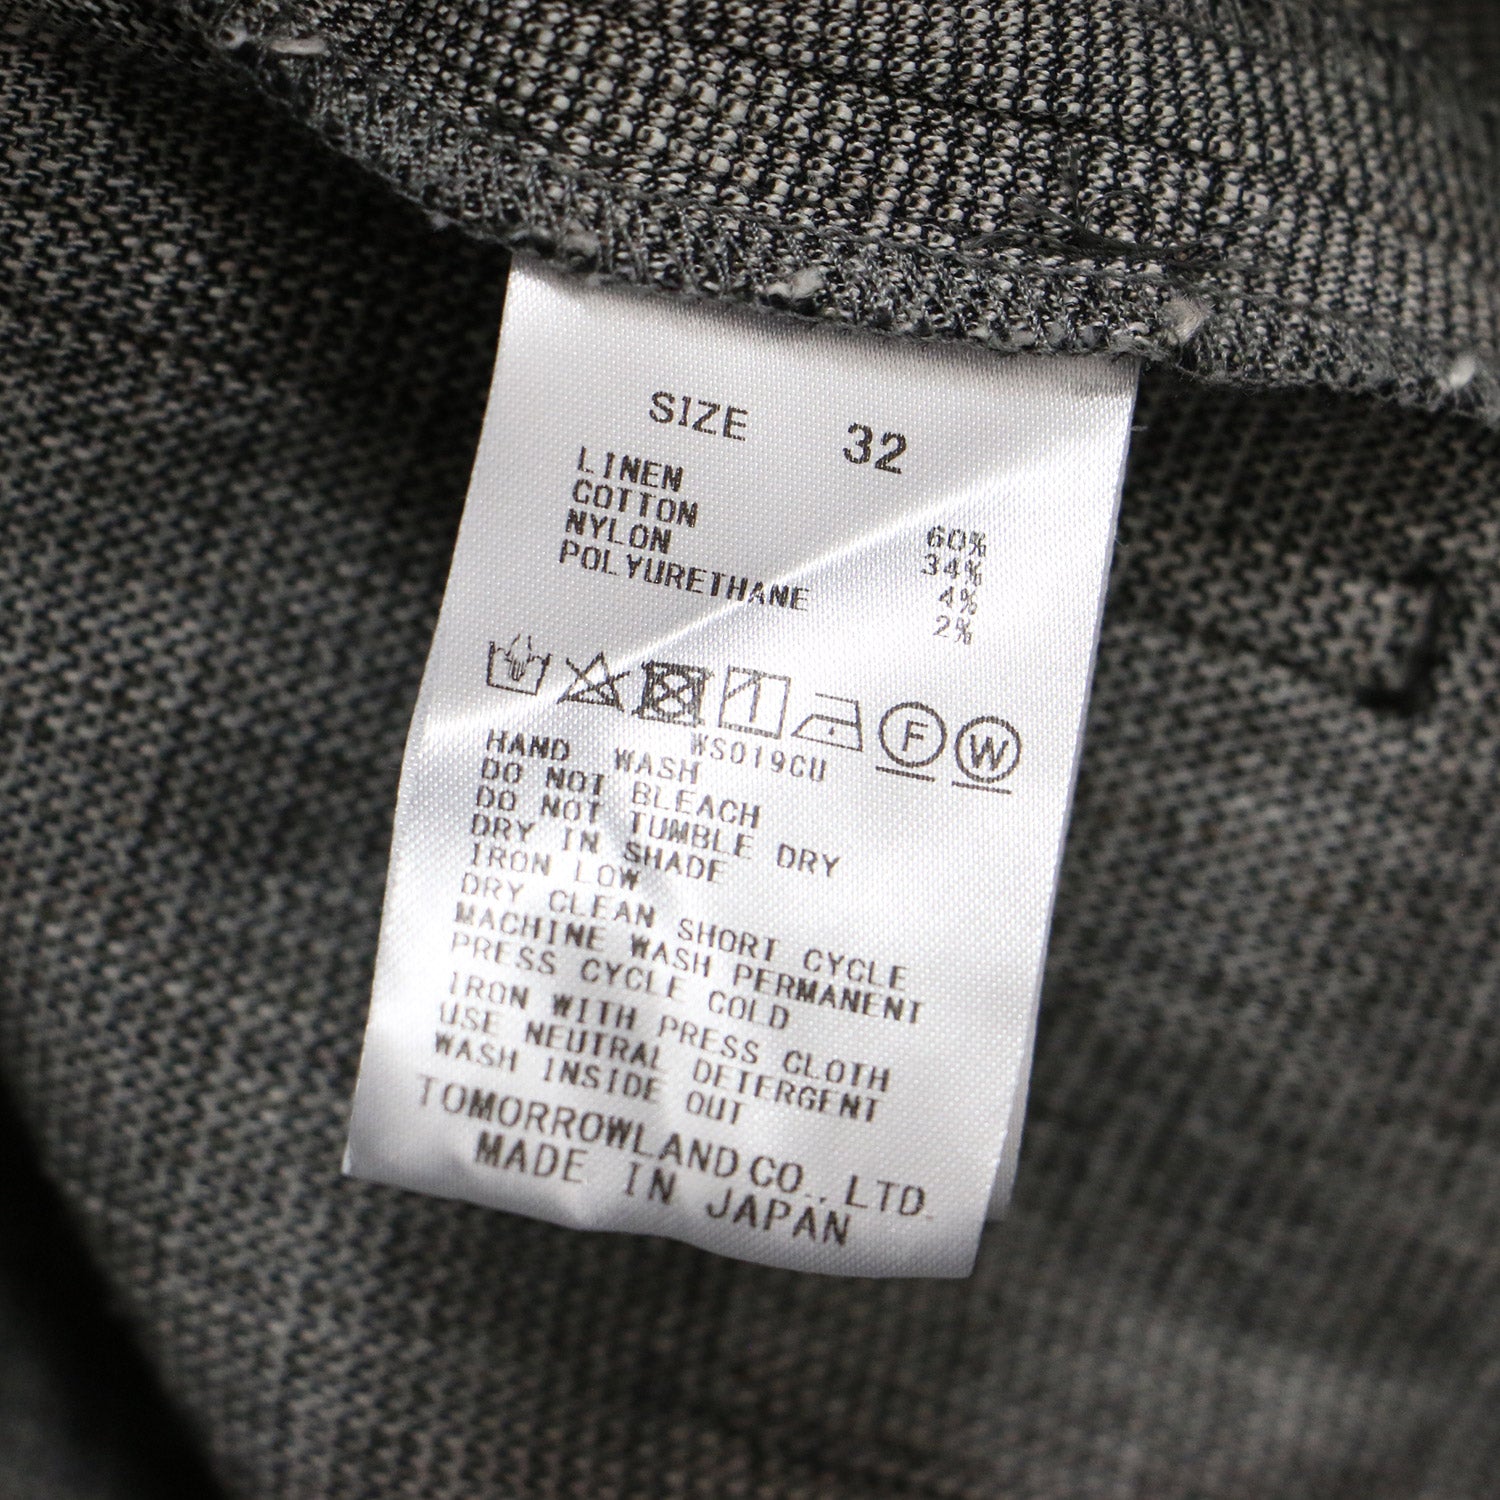 SIZE 32
LINEN 60%
COTTON 34%
NYLON 4%
POLYURETHANE 2%
F W
WS019CU
HAND WASH
DO NOT BLEACH
DO NOT TUMBLE DRY
DRY IN SHADE
IRON LOW
DRY CLEAN SHORT CYCLE
MACHINE WASH PERMANENT
PRESS CYCLE COLD
IRON WITH PRESS CLOTH
USE NEUTRAL DETERGENT
WASH INSIDE OUT
TOMORROWLAND CO., LTD.
MADE IN JAPAN